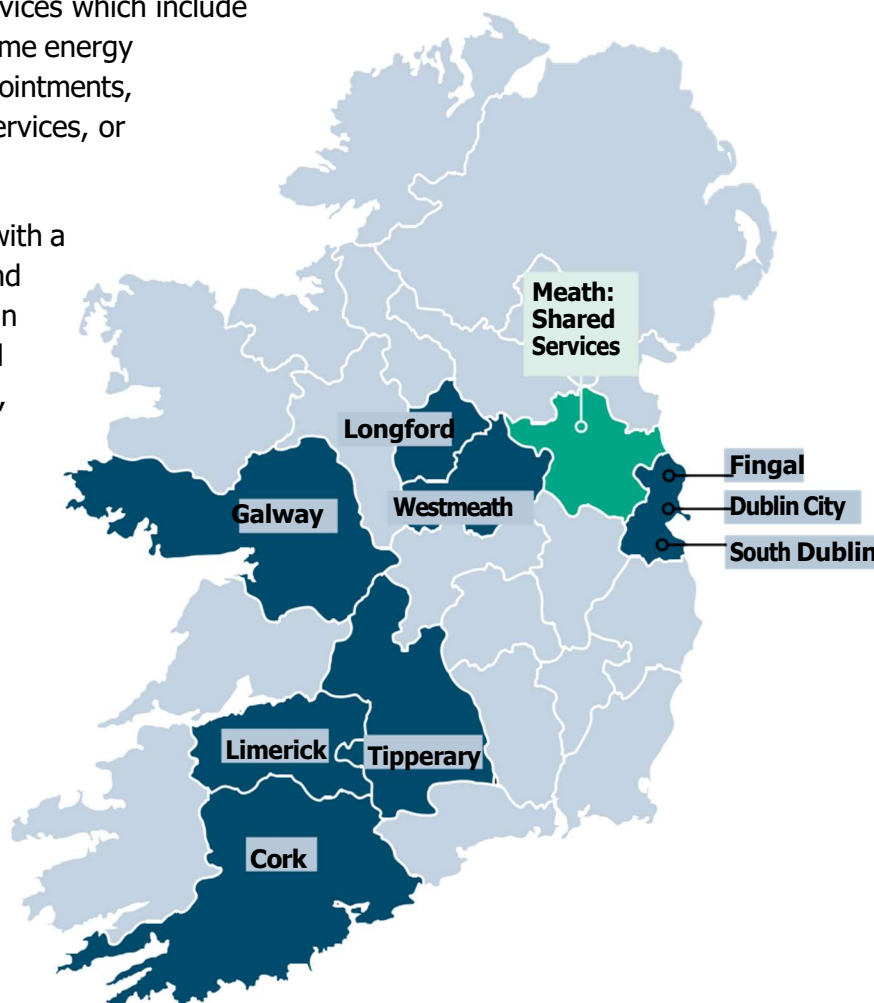 vices which include
me energy
ointments,
ervices, or
with a
nd
n
l
,
Meath:
Shared
Services
Longford
Westmeath
Galway
Fingal
Dublin City
South Dublin
Limerick
Tipperary
Cork